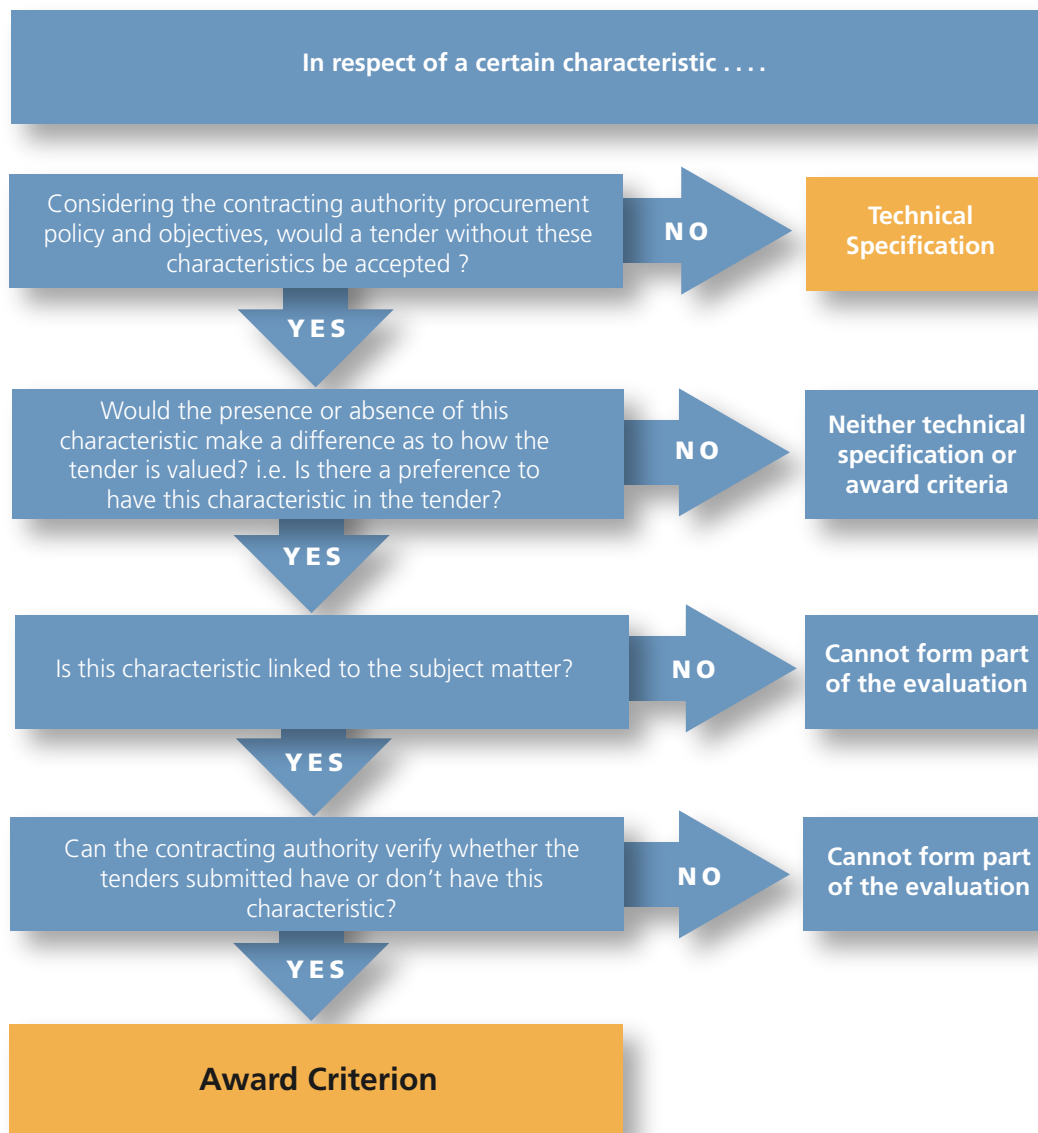 In respect of a certain characteristic . . . .
Considering the contracting authority procurement
policy and objectives, would a tender without these
characteristics be accepted ?
NO
Technical
Specification
YES
Would the presence or absence of this
characteristic make a difference as to how the
tender is valued? i.e. Is there a preference to
have this characteristic in the tender?
NO
Neither technical
specification or
award criteria
YES
Is this characteristic linked to the subject matter?
NO
Cannot form part
of the evaluation
YES
Can the contracting authority verify whether the
tenders submitted have or don’t have this
characteristic?
NO
Cannot form part
of the evaluation
YES
Award Criterion